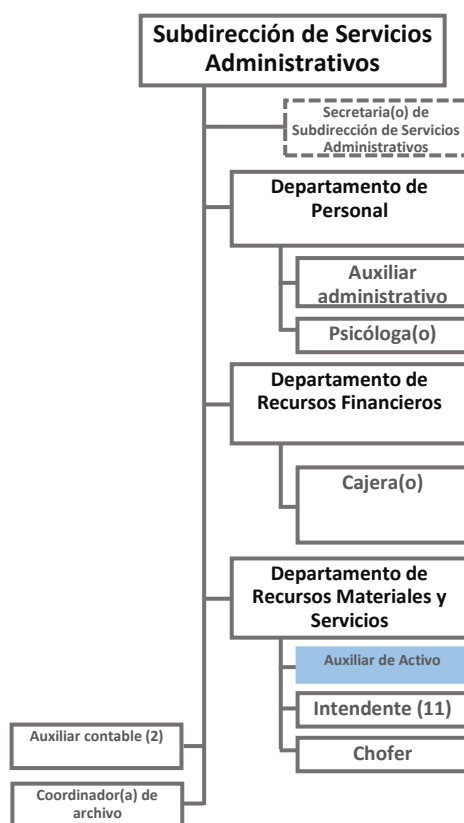 Subdirección de Servicios
Administrativos
Secretaria(o) de
Subdirección de Servicios
Administrativos
Departamento de
Personal
Auxiliar
administrativo
Psicóloga(o)
Departamento de
Recursos Financieros
Cajera(o)
Departamento de
Recursos Materiales y
Servicios
Auxiliar de Activo
Intendente (11)
Chofer
Auxiliar contable (2)
Coordinador(a) de
archivo